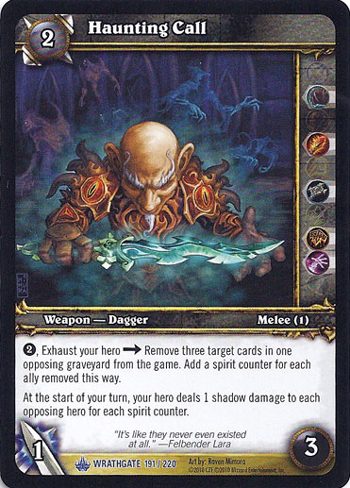 2
Haunting Call
Weapon — Dagger
Melee (1)
2, Exhaust your hero → Remove three target cards in one
opposing graveyard from the game. Add a spirit counter for each
ally removed this way.
At the start of your turn, your hero deals 1 shadow damage to each
opposing hero for each spirit counter.
"It's like they never even existed
at all." —Felbender Lara
1
3
WRATHGATE 191 / 220
Art by: Raven Mimura